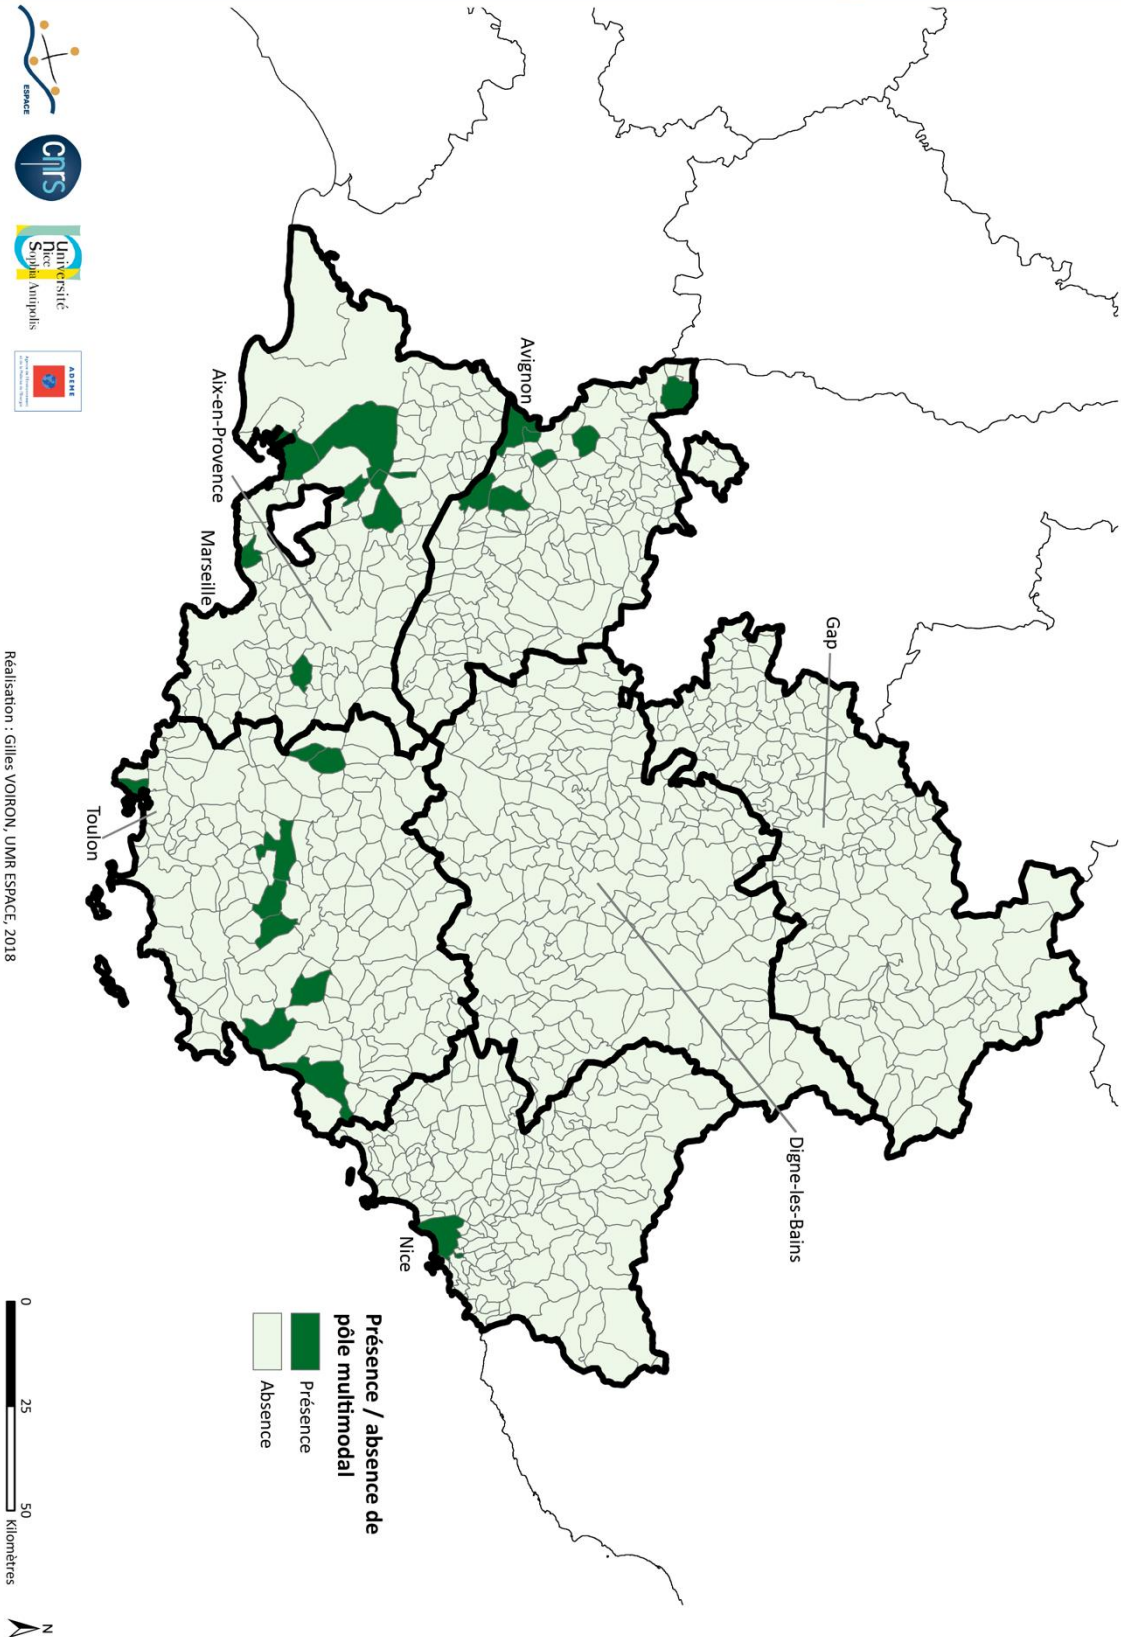 Gap
Digne-les-Bains
Avignon
Aix-en-Provence
Marseille
Toulon
Nice
Présence / absence de
pôle multimodal
Présence
Absence
0 25 50 Kilomètres
N
ESPACE
cnrs
Université
nice
Sophia Antipolis
ADEME
Réalisation : Gilles VOIRON, UMR ESPACE, 2018